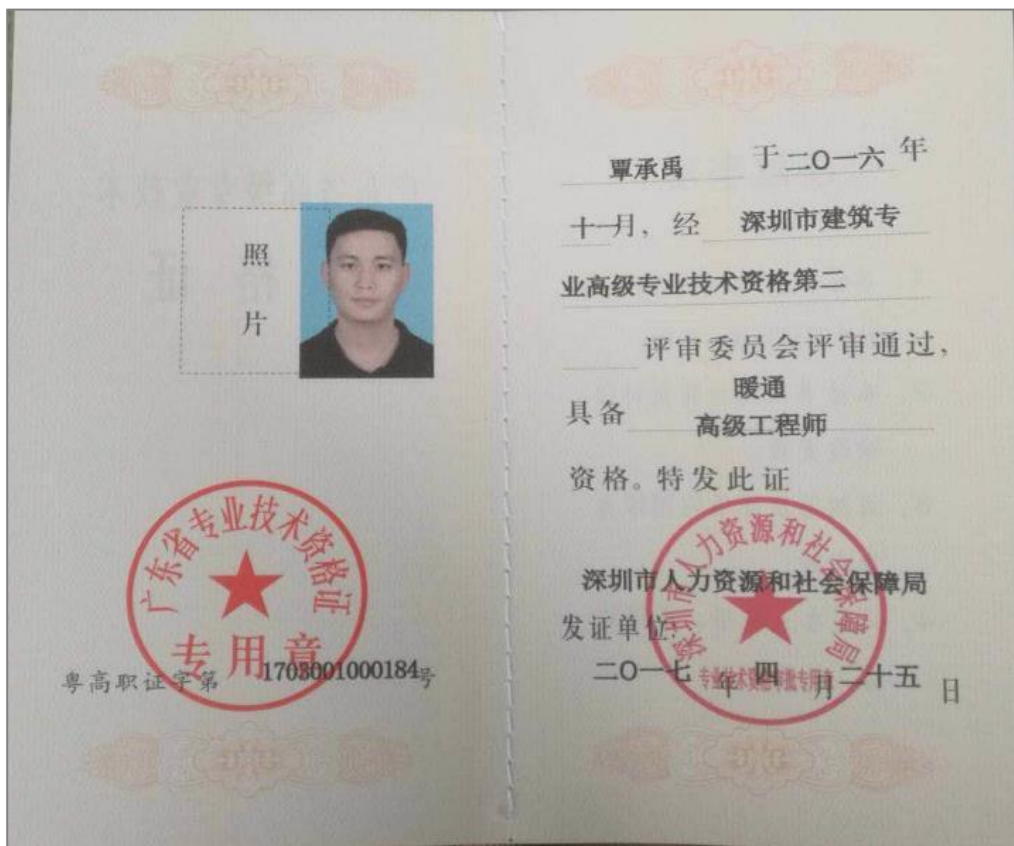 照
片
广东省专业技术资格证
专用章
粤高职证字第 1703001000184号
覃承禹 于二〇一六 年
十一月，经 深圳市建筑专
业高级专业技术资格第二
评审委员会评审通过，
暖通
具备 高级工程师
资格。特发此证
深圳市人力资源和社会保障局
深圳市人力资源和社会保障局
发证单位：
二〇一七 年 四 月 二十五 日